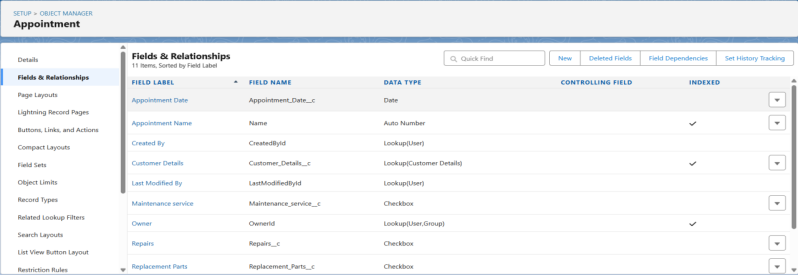 SETUP > OBJECT MANAGER
Appointment
Details
Fields & Relationships
Page Layouts
Lightning Record Pages
Buttons, Links, and Actions
Compact Layouts
Field Sets
Object Limits
Record Types
Related Lookup Filters
Search Layouts
List View Button Layout
Restriction Rules
Fields & Relationships
11 Items, Sorted by Field Label
Quick Find New Deleted Fields Field Dependencies Set History Tracking
FIELD LABEL FIELD NAME DATA TYPE CONTROLLING FIELD INDEXED
Appointment Date Appointment_Date__c Date
Appointment Name Name Auto Number
Created By CreatedById Lookup(User)
Customer Details Customer_Details__c Lookup(Customer Details)
Last Modified By LastModifiedById Lookup(User)
Maintenance service Maintenance_service__c Checkbox
Owner OwnerId Lookup(User,Group)
Repairs Repairs__c Checkbox
Replacement Parts Replacement_Parts__c Checkbox